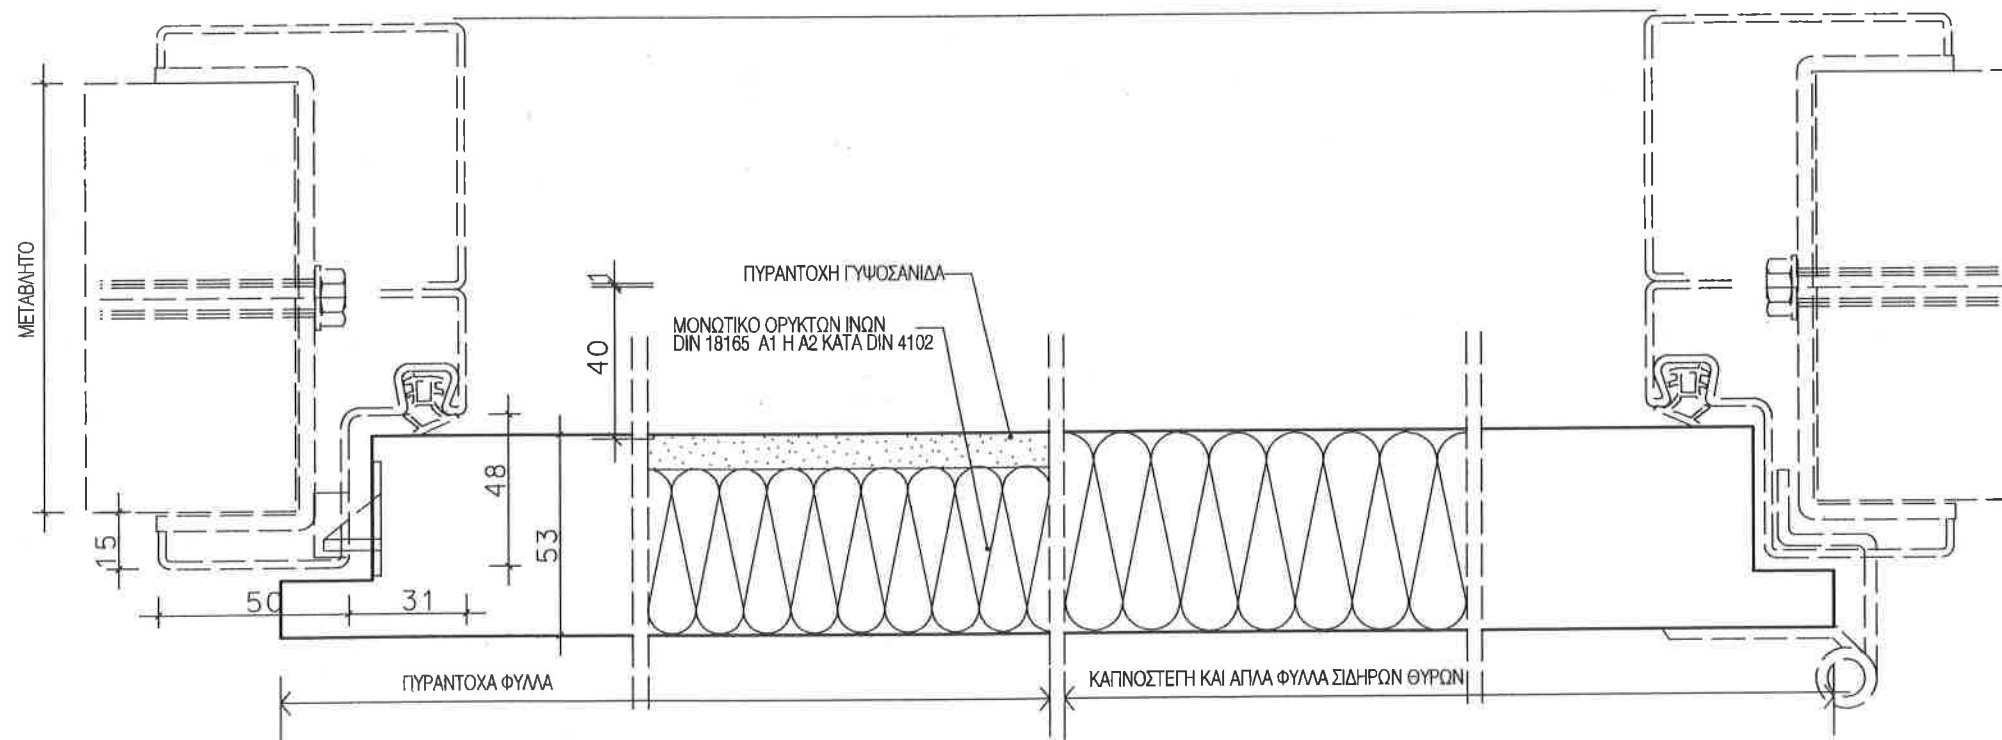 ΜΕΤΑΒΛΗΤΟ
ΠΥΡΑΝΤΟΧΗ ΓΥΨΟΣΑΝΙΔΑ
ΜΟΝΩΤΙΚΟ ΟΡΥΚΤΩΝ ΙΝΩΝ
DIN 18165 A1 Η A2 ΚΑΤΑ DIN 4102
1
40
48
53
15
50
31
ΠΥΡΑΝΤΟΧΑ ΦΥΛΛΑ
ΚΑΠΝΟΣΤΕΓΗ ΚΑΙ ΑΠΛΑ ΦΥΛΛΑ ΣΙΔΗΡΩΝ ΘΥΡΩΝ